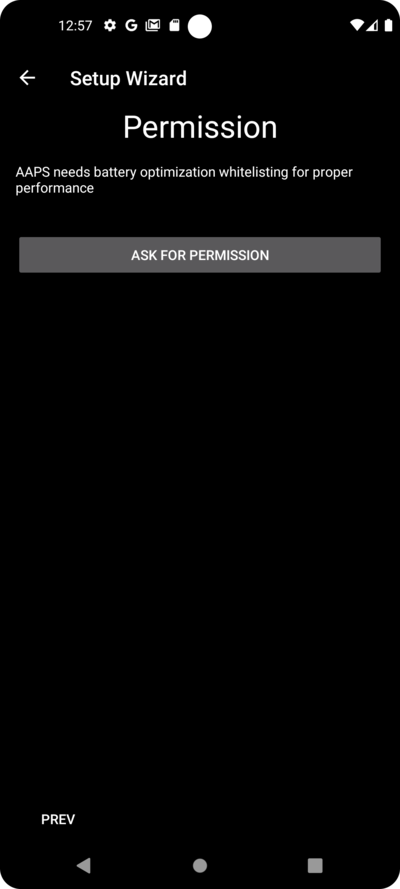 12:57
Setup Wizard
Permission
AAPS needs battery optimization whitelisting for proper
performance
ASK FOR PERMISSION
PREV